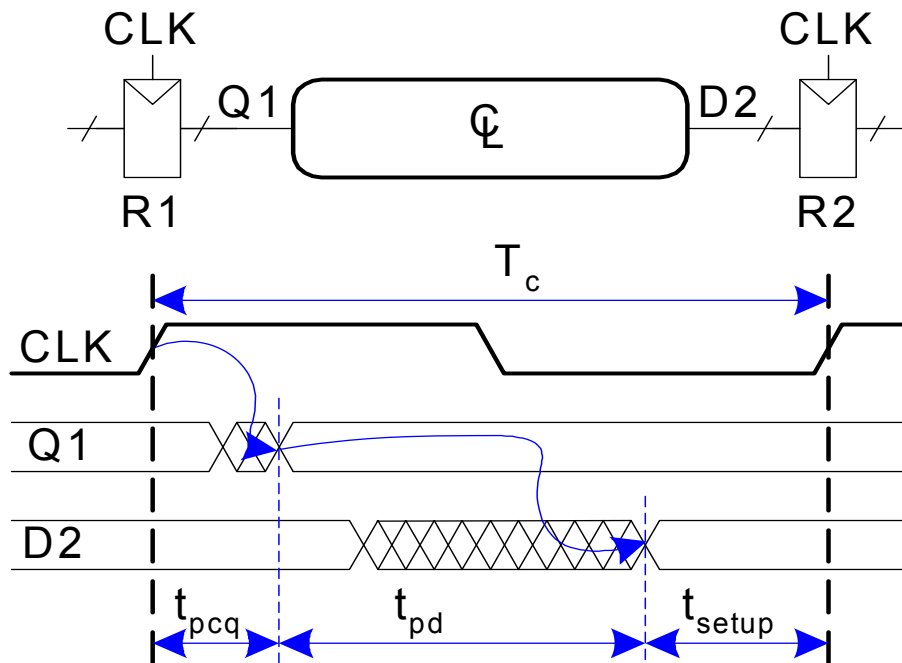 CLK CLK
Q1 CL D2
R1 R2
Tc
CLK
Q1
D2
tpcq tpd tsetup